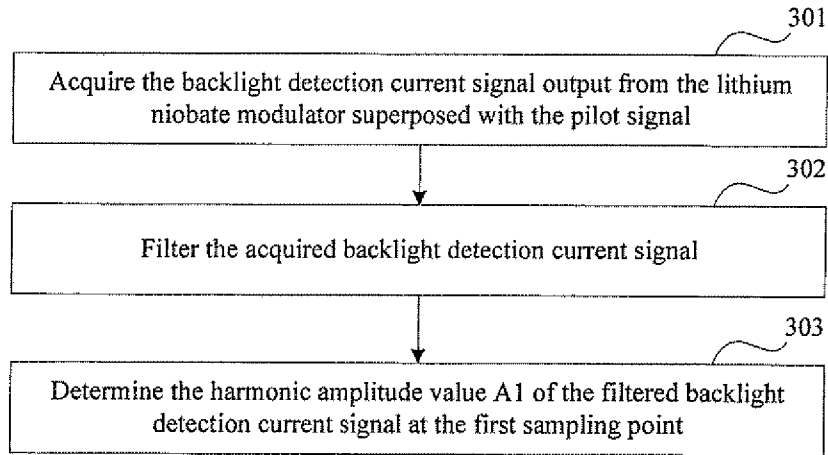 301
Acquire the backlight detection current signal output from the lithium
niobate modulator superposed with the pilot signal
302
Filter the acquired backlight detection current signal
303
Determine the harmonic amplitude value A1 of the filtered backlight
detection current signal at the first sampling point